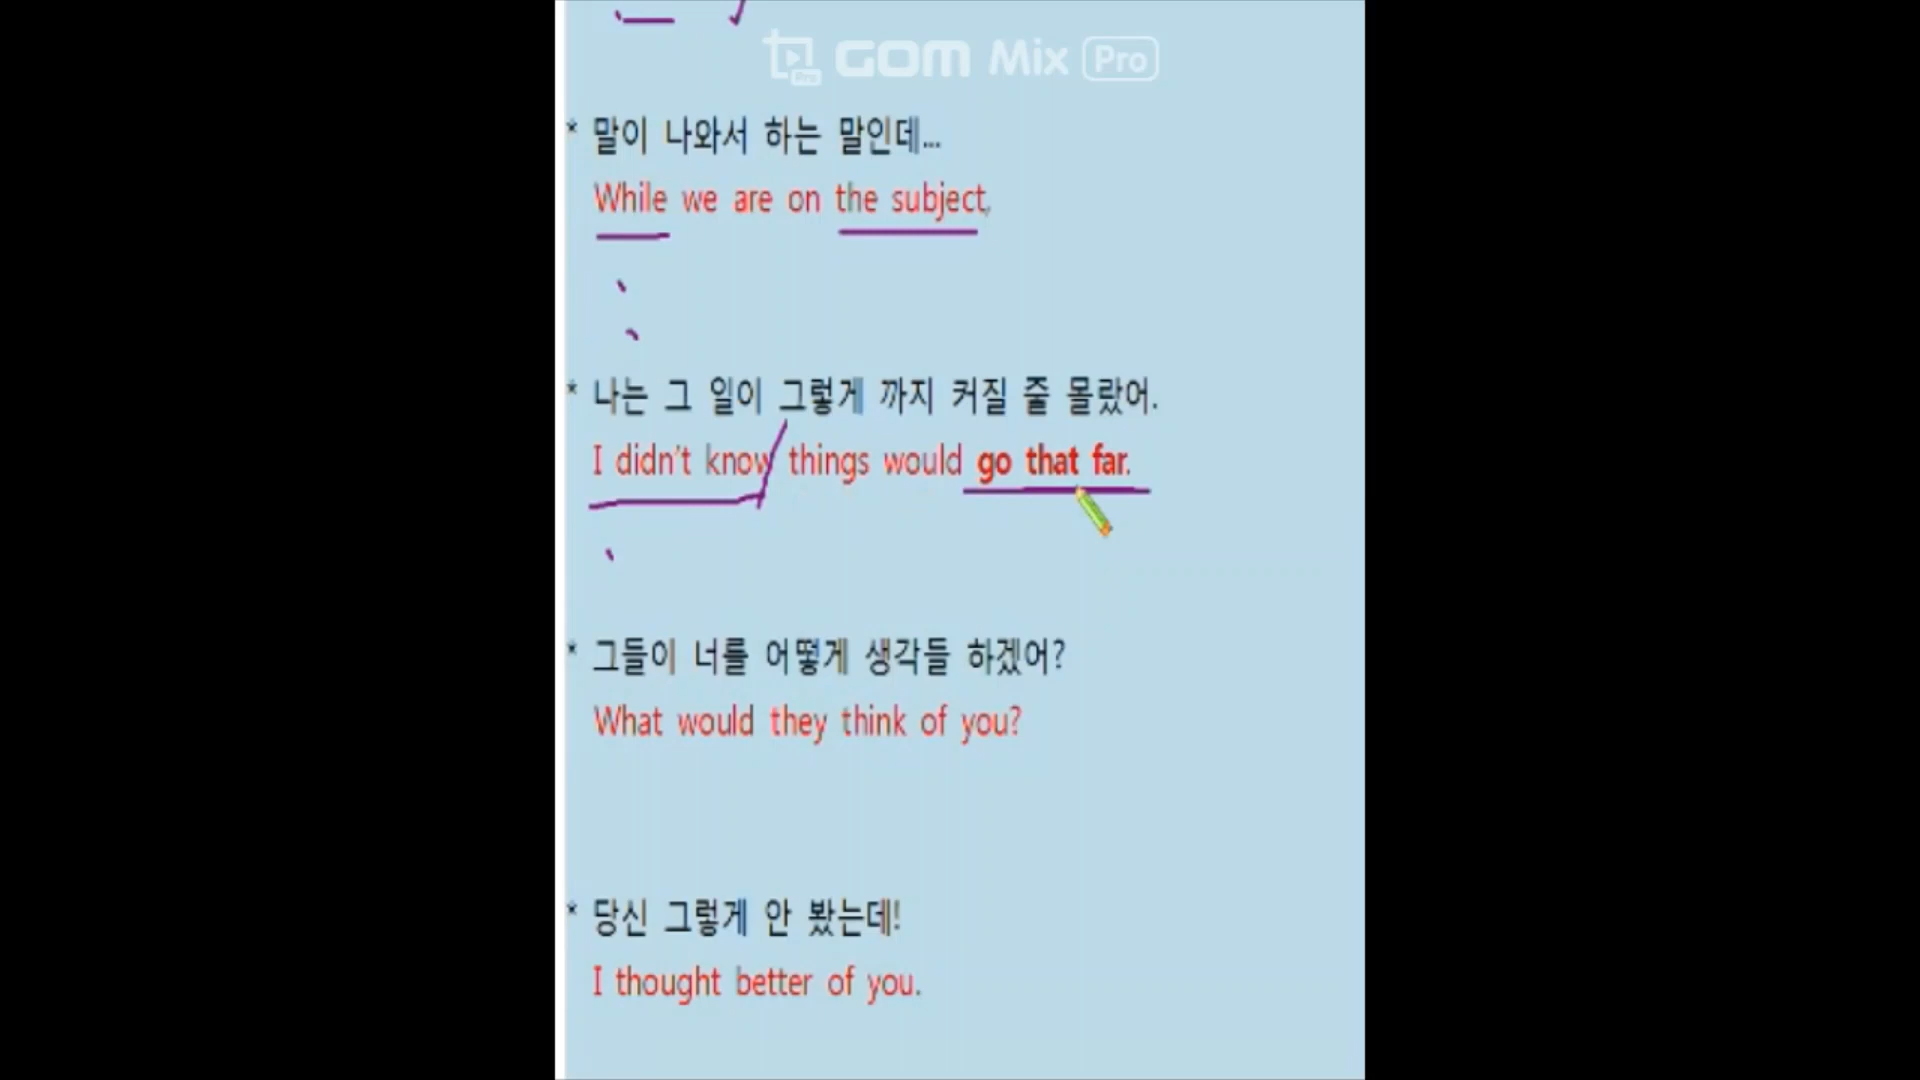 GOM Mix Pro
* 말이 나와서 하는 말인데...
While we are on the subject,
* 나는 그 일이 그렇게 까지 커질 줄 몰랐어.
I didn't know things would go that far.
* 그들이 너를 어떻게 생각들 하겠어?
What would they think of you?
* 당신 그렇게 안 봤는데!
I thought better of you.